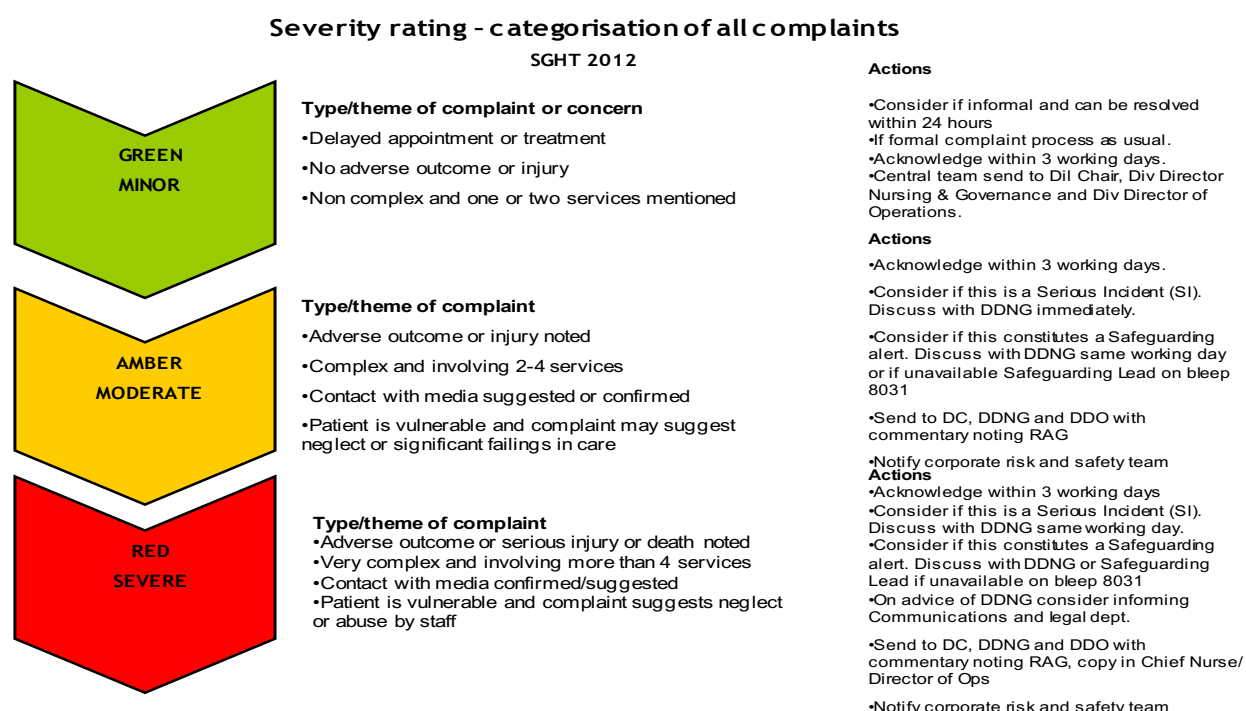 Severity rating - categorisation of all complaints
SGHT 2012
GREEN
MINOR
Type/theme of complaint or concern
•Delayed appointment or treatment
•No adverse outcome or injury
•Non complex and one or two services mentioned
Actions
•Consider if informal and can be resolved
within 24 hours
•If formal complaint process as usual.
•Acknowledge within 3 working days.
•Central team send to Dil Chair, Div Director
Nursing & Governance and Div Director of
Operations.
AMBER
MODERATE
Type/theme of complaint
•Adverse outcome or injury noted
•Complex and involving 2-4 services
•Contact with media suggested or confirmed
•Patient is vulnerable and complaint may suggest
neglect or significant failings in care
Actions
•Acknowledge within 3 working days.
•Consider if this is a Serious Incident (SI).
Discuss with DDNG immediately.
•Consider if this constitutes a Safeguarding
alert. Discuss with DDNG same working day
or if unavailable Safeguarding Lead on bleep
8031
•Send to DC, DDNG and DDO with
commentary noting RAG
•Notify corporate risk and safety team
RED
SEVERE
Type/theme of complaint
•Adverse outcome or serious injury or death noted
•Very complex and involving more than 4 services
•Contact with media confirmed/suggested
•Patient is vulnerable and complaint suggests neglect
or abuse by staff
Actions
•Acknowledge within 3 working days
•Consider if this is a Serious Incident (SI).
Discuss with DDNG same working day.
•Consider if this constitutes a Safeguarding
alert. Discuss with DDNG or Safeguarding
Lead if unavailable on bleep 8031
•On advice of DDNG consider informing
Communications and legal dept.
•Send to DC, DDNG and DDO with
commentary noting RAG, copy in Chief Nurse/
Director of Ops
•Notify corporate risk and safety team